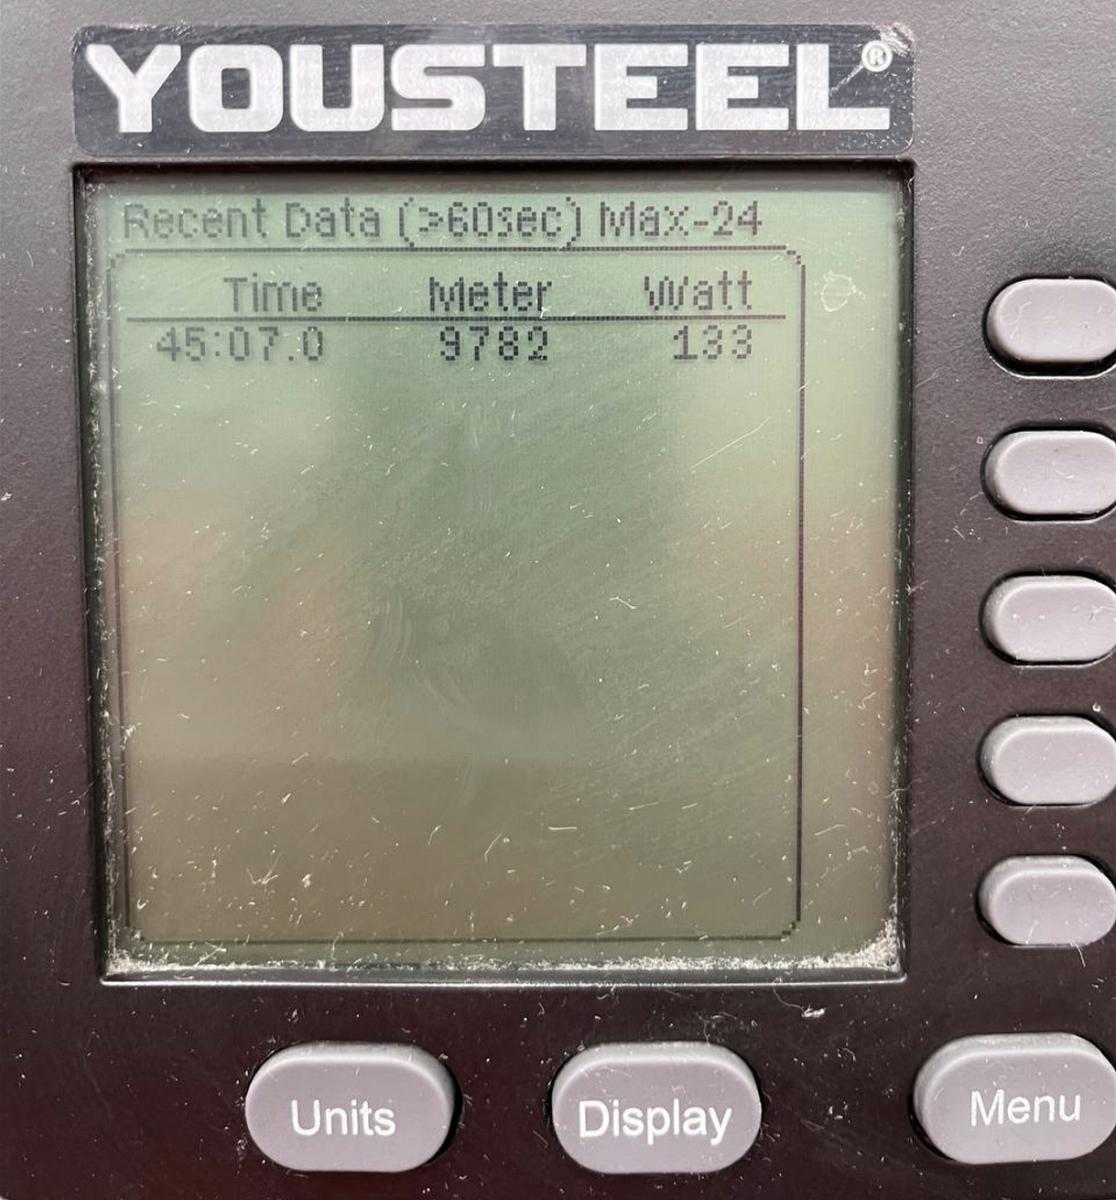 YOUSTEEL®
Recent Data (>60sec) Max-24
Time Meter Watt
45:07.0 9782 133
Units Display Menu